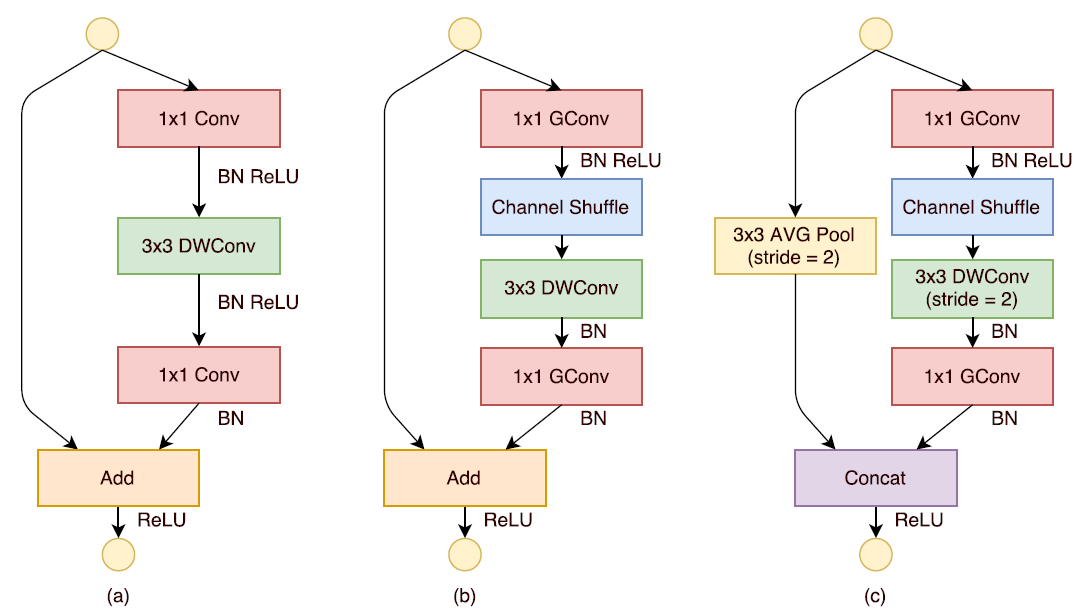 1x1 Conv
BN ReLU
3x3 DWConv
BN ReLU
1x1 Conv
BN
Add
ReLU
(a)
1x1 GConv
BN ReLU
Channel Shuffle
3x3 DWConv
BN
1x1 GConv
BN
Add
ReLU
(b)
3x3 AVG Pool
(stride = 2)
1x1 GConv
BN ReLU
Channel Shuffle
3x3 DWConv
(stride = 2)
BN
1x1 GConv
BN
Concat
ReLU
(c)